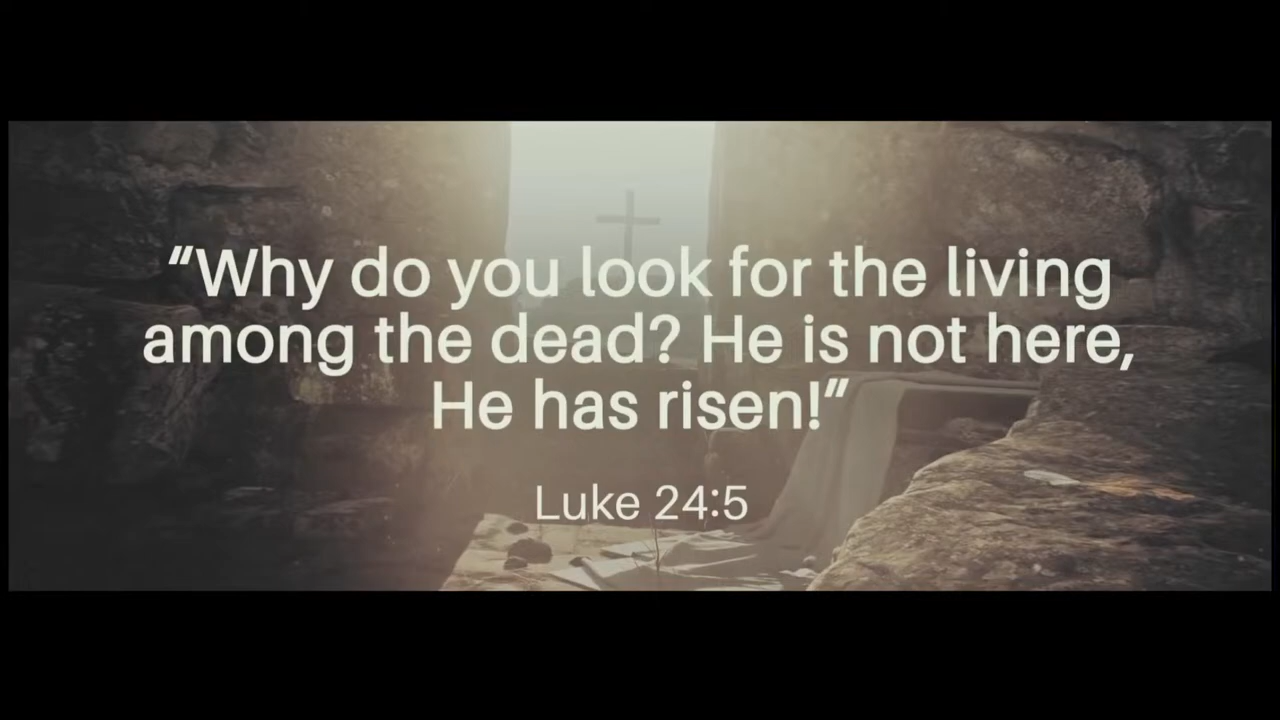 “Why do you look for the living
among the dead? He is not here,
He has risen!”
Luke 24:5